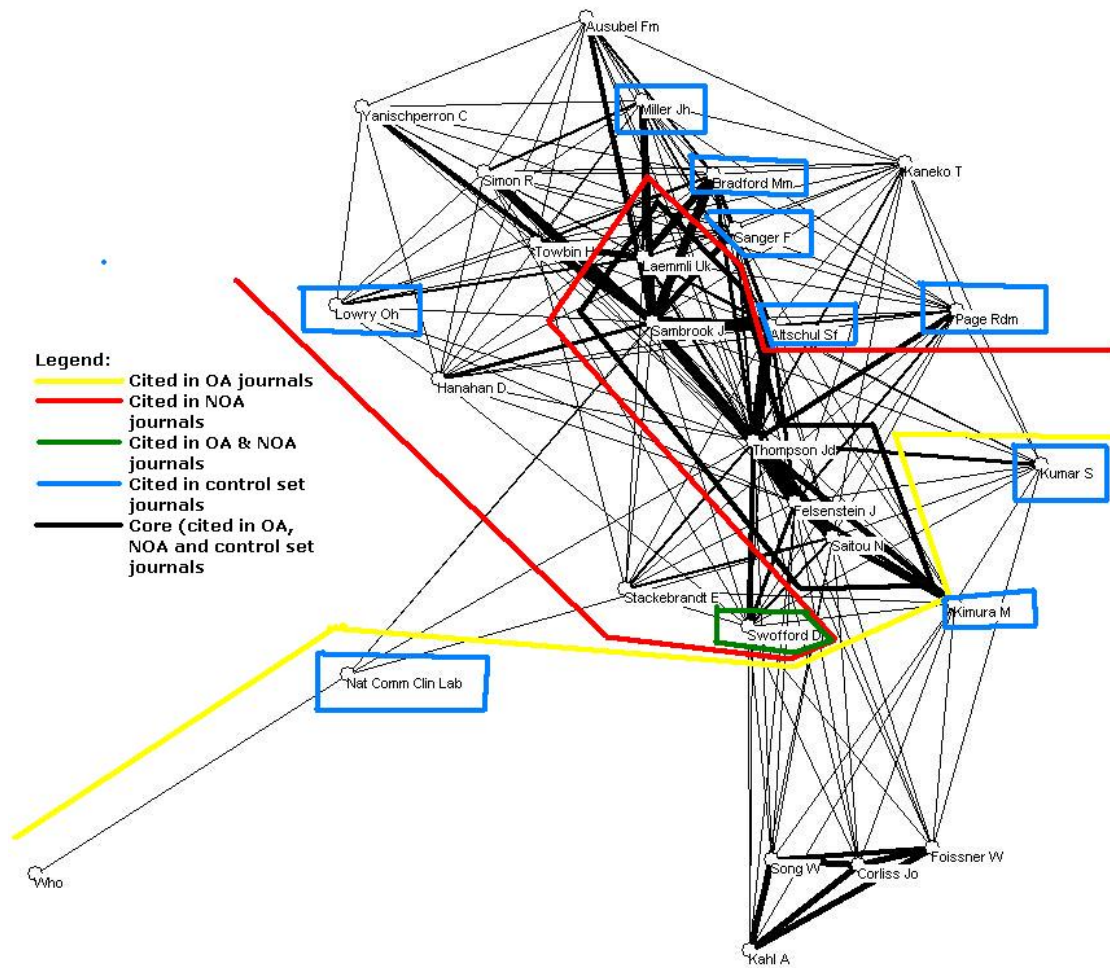 Ausubel Fm
Miller Jh
Yanischperron C
Kaneko T
Simon R
Bradford Mm
Sanger F
Towbin H
Laemmli Uk
Lowry Oh
Page Rdm
Sambrook J
Altschul Sf
Legend:
Cited in OA journals
Cited in NOA
journals
Cited in OA & NOA
journals
Cited in control set
journals
Core (cited in OA,
NOA and control set
journals
Hanahan D
Thompson Jd
Kumar S
Felsenstein J
Saitou N
Stackebrandt E
Kimura M
Swofford D
Nat Comm Clin Lab
Foissner W
Song W
Corliss Jo
Who
Kahl A